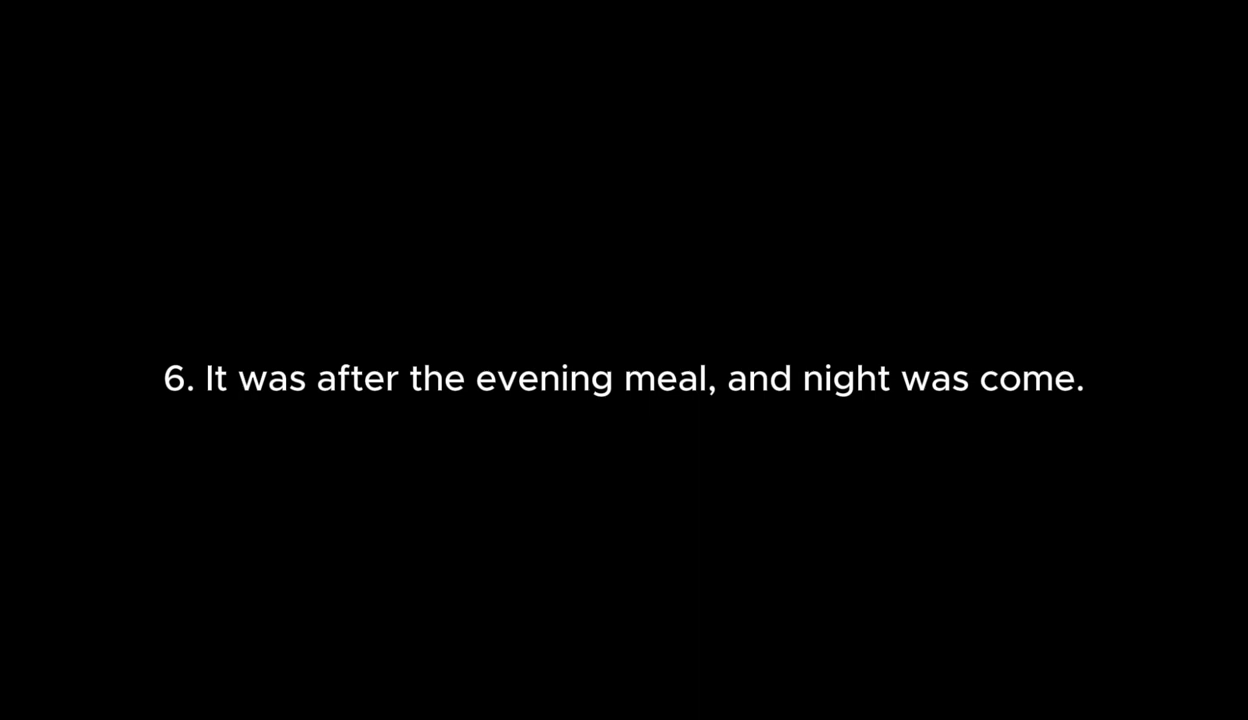 6. It was after the evening meal, and night was come.